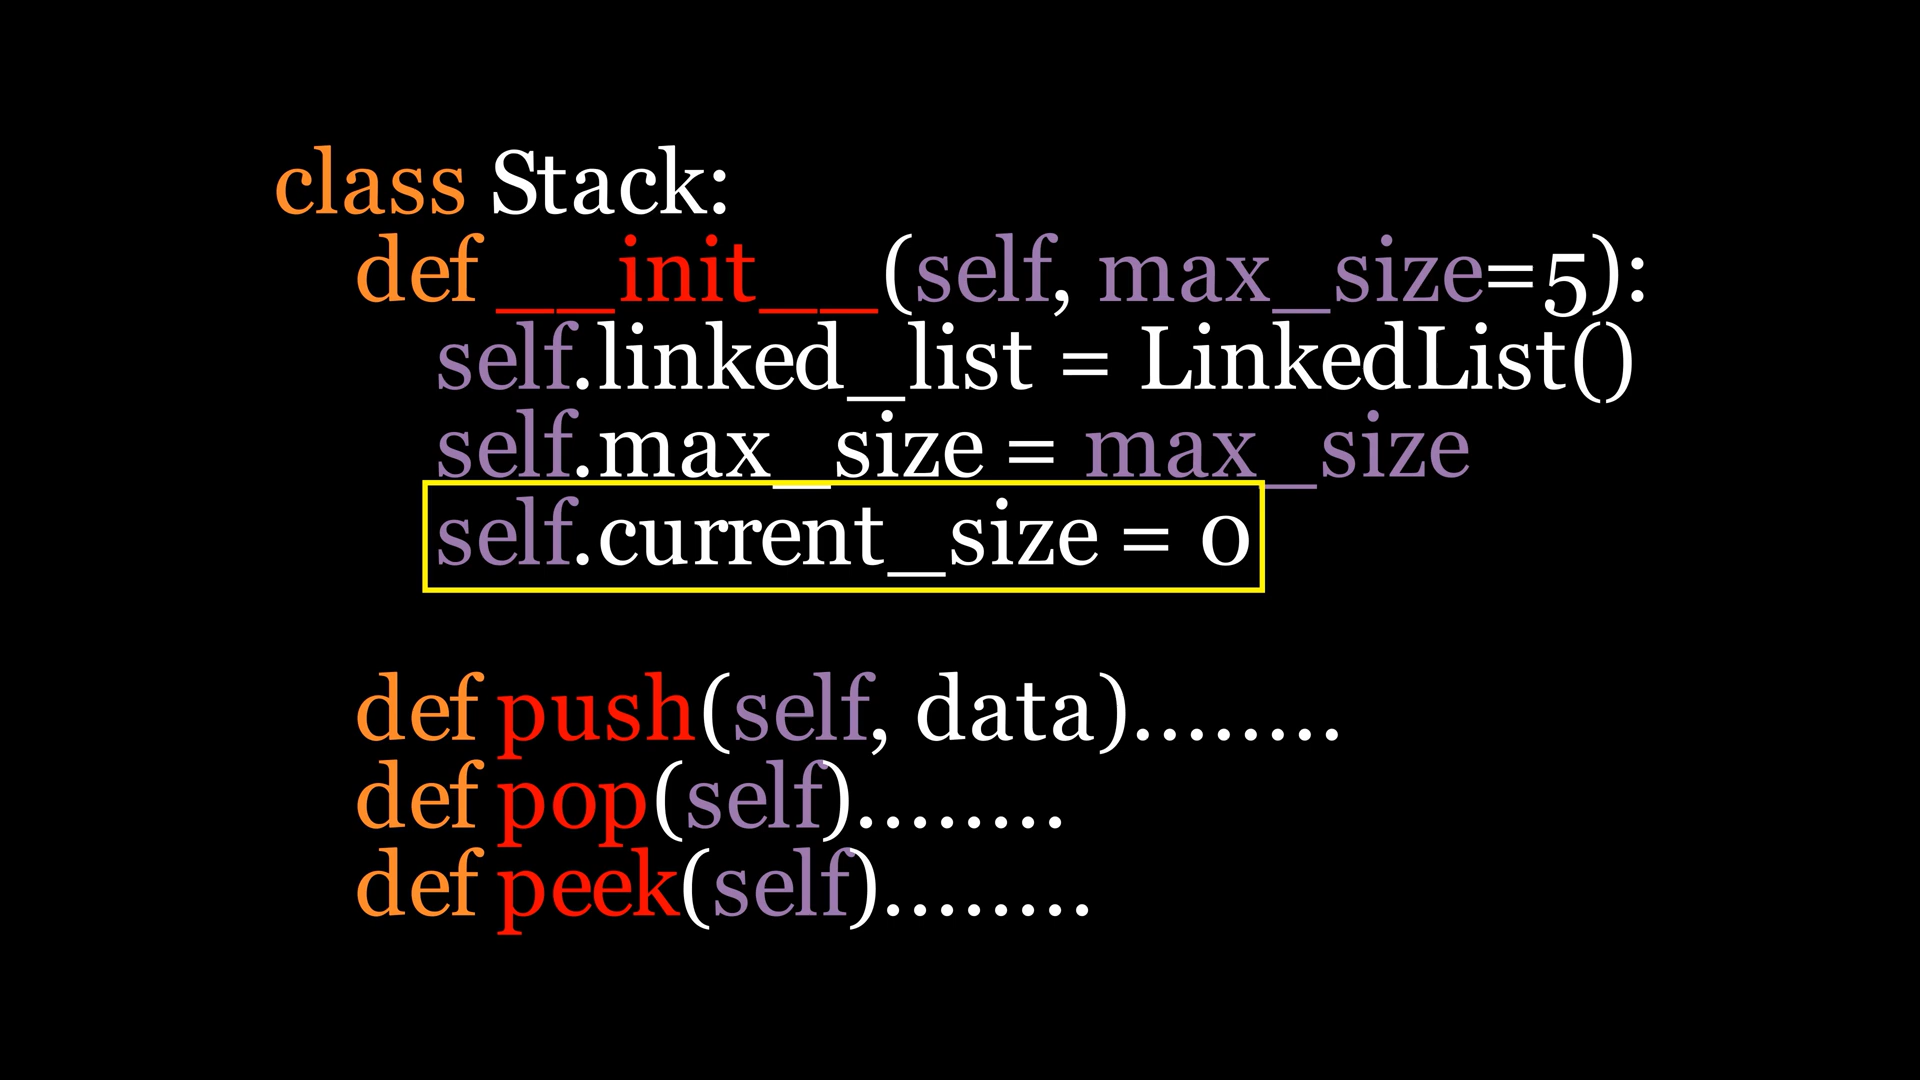 class Stack:
def __init__(self, max_size=5):
self.linked_list = LinkedList()
self.max_size = max_size
self.current_size = 0
def push(self, data)........
def pop(self)........
def peek(self)........